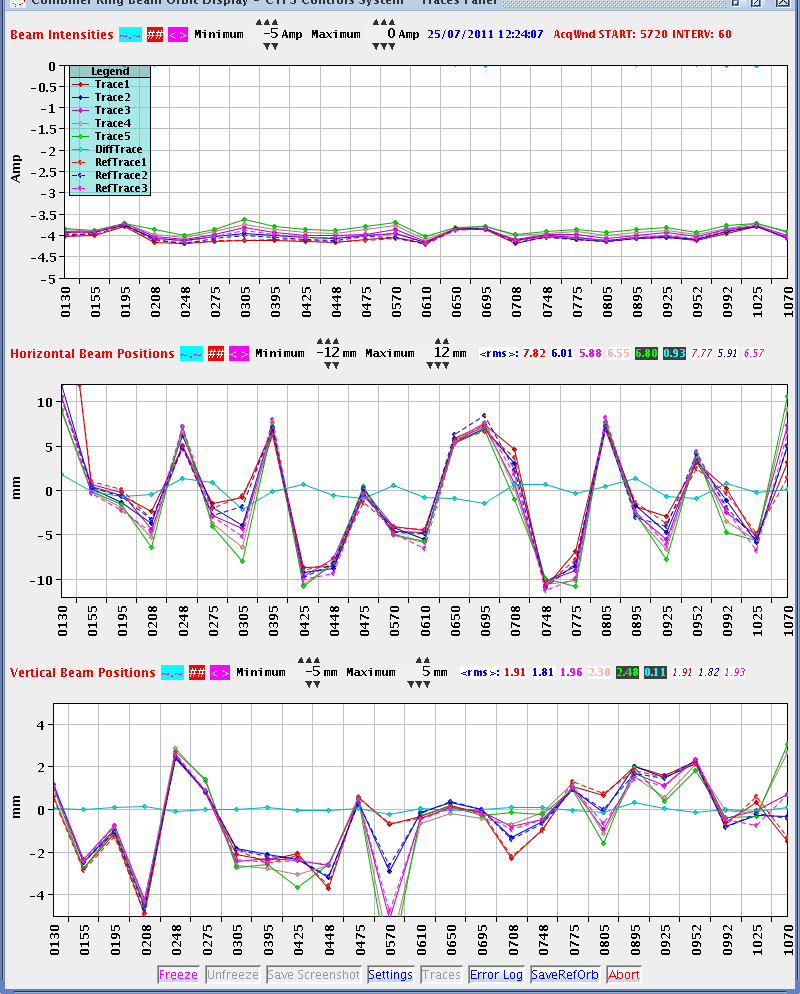 Combiner Ring Beam Orbit Display - CTF3 Controls System - Traces Panel
Beam Intensities ~.~ ## <> Minimum -5 Amp Maximum 0 Amp 25/07/2011 12:24:07 AcqWnd START: 5720 INTERV: 60
Legend
Trace1
Trace2
Trace3
Trace4
Trace5
DiffTrace
RefTrace1
RefTrace2
RefTrace3
Amp
0
-0.5
-1
-1.5
-2
-2.5
-3
-3.5
-4
-4.5
-5
0130 0155 0195 0208 0248 0275 0305 0395 0425 0448 0475 0570 0610 0650 0695 0708 0748 0775 0805 0895 0925 0952 0992 1025 1070
Horizontal Beam Positions ~.~ ## <> Minimum -12 mm Maximum 12 mm <rms>: 7.82 6.01 5.88 6.55 6.80 0.93 7.77 5.91 6.57
mm
10
5
0
-5
-10
0130 0155 0195 0208 0248 0275 0305 0395 0425 0448 0475 0570 0610 0650 0695 0708 0748 0775 0805 0895 0925 0952 0992 1025 1070
Vertical Beam Positions ~.~ ## <> Minimum -5 mm Maximum 5 mm <rms>: 1.91 1.81 1.96 2.30 2.48 0.11 1.91 1.82 1.93
mm
4
2
0
-2
-4
0130 0155 0195 0208 0248 0275 0305 0395 0425 0448 0475 0570 0610 0650 0695 0708 0748 0775 0805 0895 0925 0952 0992 1025 1070
Freeze Unfreeze Save Screenshot Settings Traces Error Log SaveRefOrb Abort